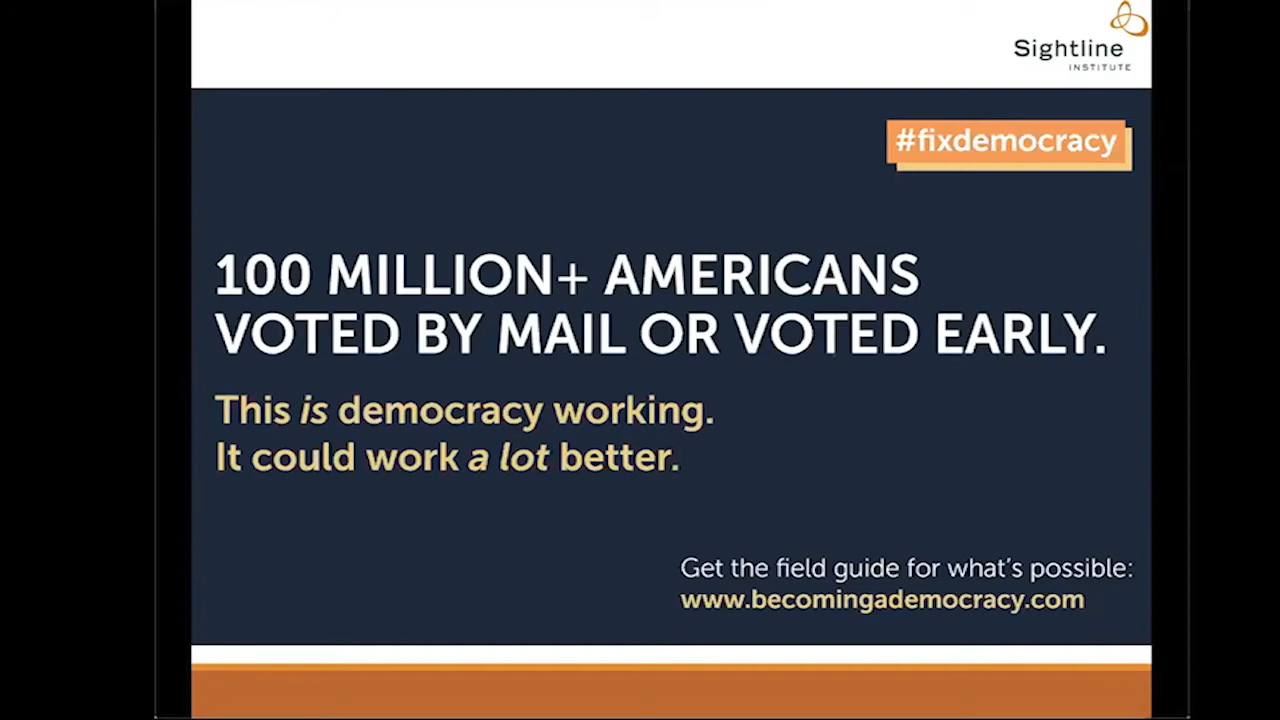 Sightline
INSTITUTE
#fixdemocracy
100 MILLION+ AMERICANS
VOTED BY MAIL OR VOTED EARLY.
This is democracy working.
It could work a lot better.
Get the field guide for what's possible:
www.becomingademocracy.com